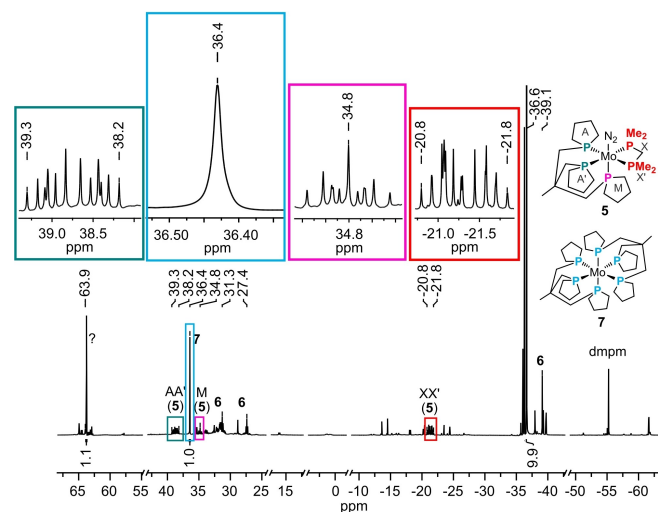 36.4
39.3
38.2
34.8
-20.8
-21.8
-36.6
-39.1
39.0 38.5
ppm
36.50 36.40
ppm
34.8
ppm
-21.0 -21.5
ppm
A
N₂
PMe₂
P
Mo
P
X
PMe₂
A'
P
M
X'
5
P
P
P
Mo
P
P
P
7
63.9
39.3
38.2
36.4
34.8
31.3
27.4
-20.8
-21.8
?
7
AA'
(5)
M
(5)
6
6
XX'
(5)
6
dmpm
1.1
1.0
9.9
65 60 55 40 35 30 25 15 0 -10 -15 -20 -25 -30 -35 -40 -50 -55 -60
ppm ppm